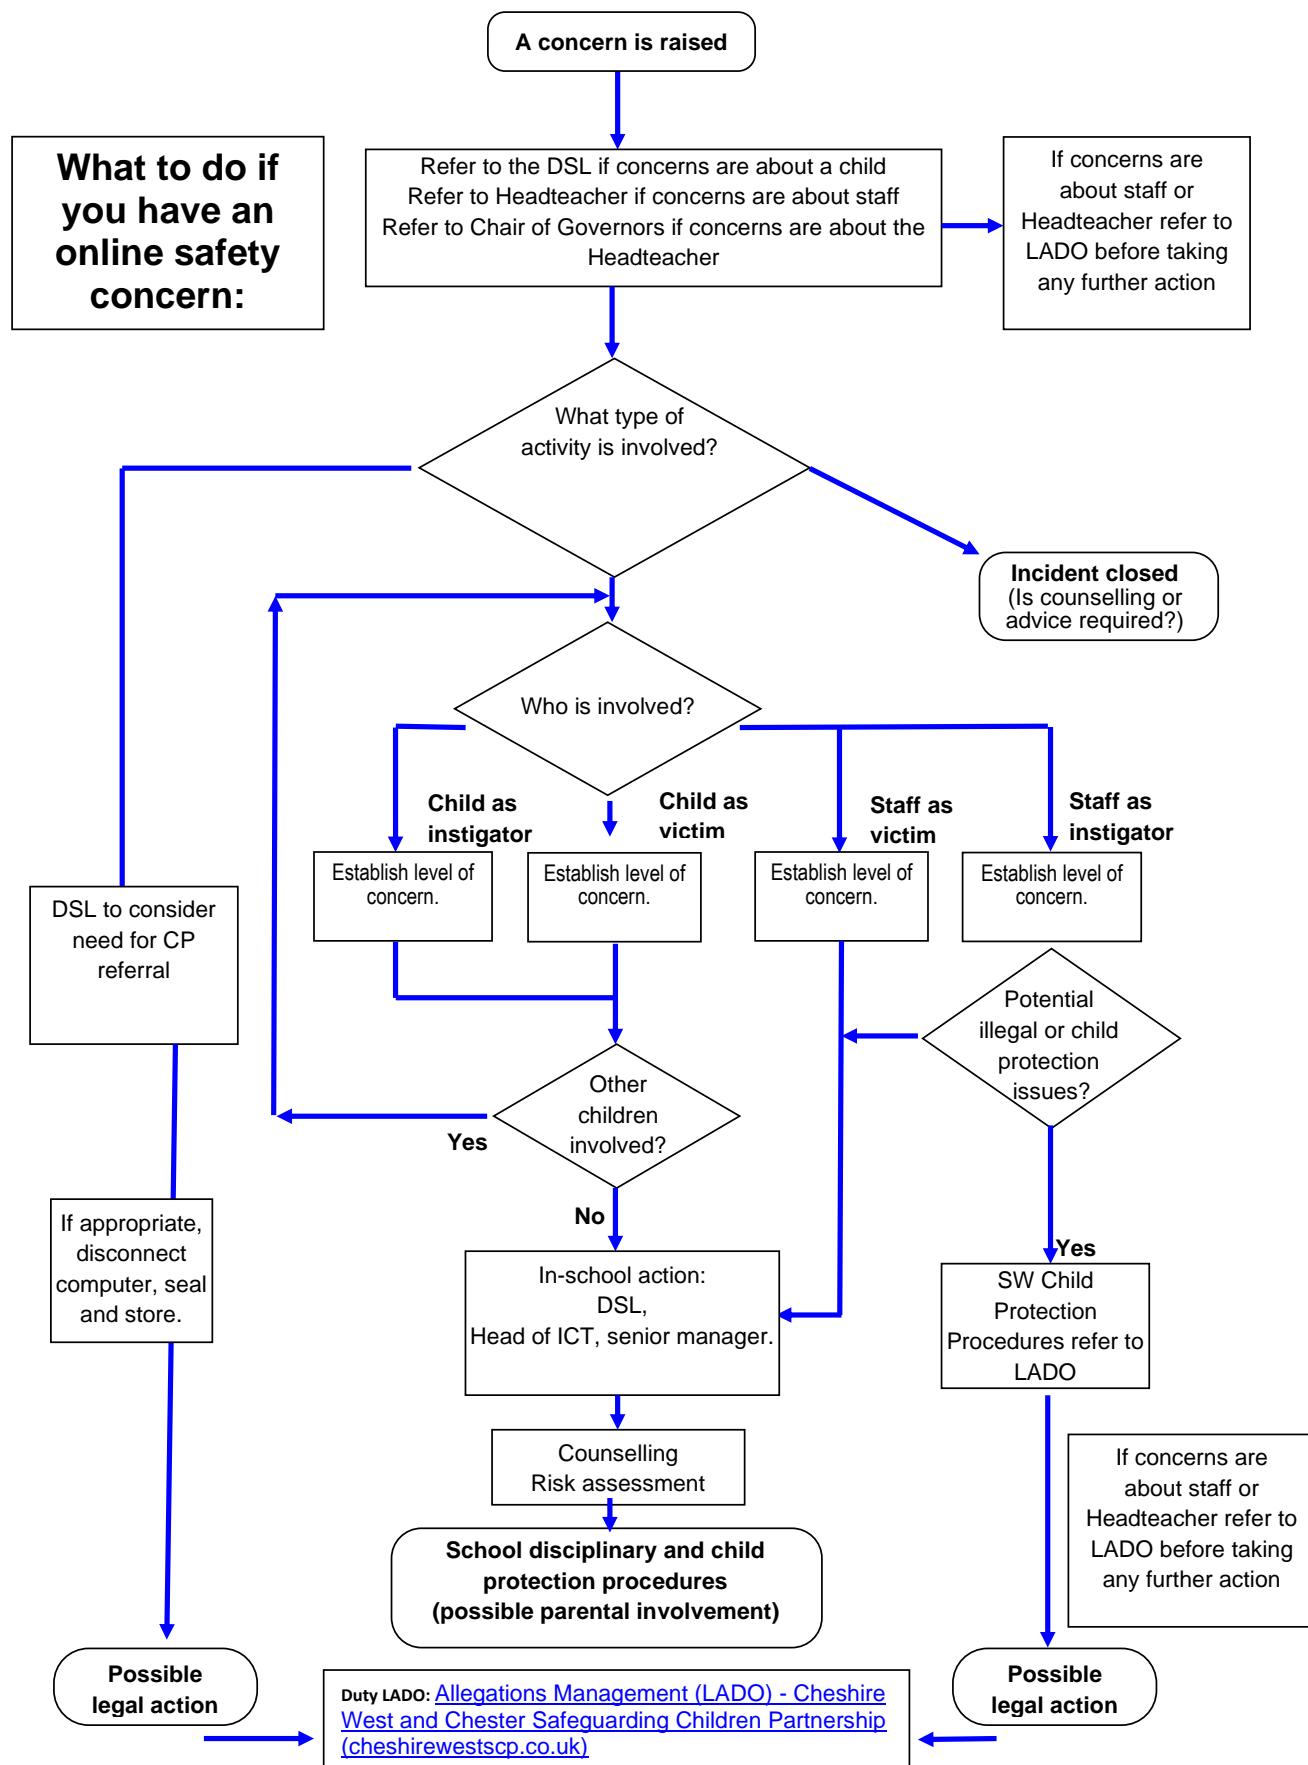 A concern is raised
What to do if
you have an
online safety
concern:
Refer to the DSL if concerns are about a child
Refer to Headteacher if concerns are about staff
Refer to Chair of Governors if concerns are about the
Headteacher
If concerns are
about staff or
Headteacher refer to
LADO before taking
any further action
What type of
activity is involved?
Incident closed
(Is counselling or
advice required?)
Who is involved?
Child as
instigator
Child as
victim
Staff as
victim
Staff as
instigator
Establish level of
concern.
Establish level of
concern.
Establish level of
concern.
Establish level of
concern.
DSL to consider
need for CP
referral
Potential
illegal or child
protection
issues?
Other
children
involved?
Yes
No
If appropriate,
disconnect
computer, seal
and store.
In-school action:
DSL,
Head of ICT, senior manager.
Yes
SW Child
Protection
Procedures refer to
LADO
Counselling
Risk assessment
If concerns are
about staff or
Headteacher refer to
LADO before taking
any further action
School disciplinary and child
protection procedures
(possible parental involvement)
Possible
legal action
Possible
legal action
Duty LADO: Allegations Management (LADO) - Cheshire
West and Chester Safeguarding Children Partnership
(cheshirewestscp.co.uk)